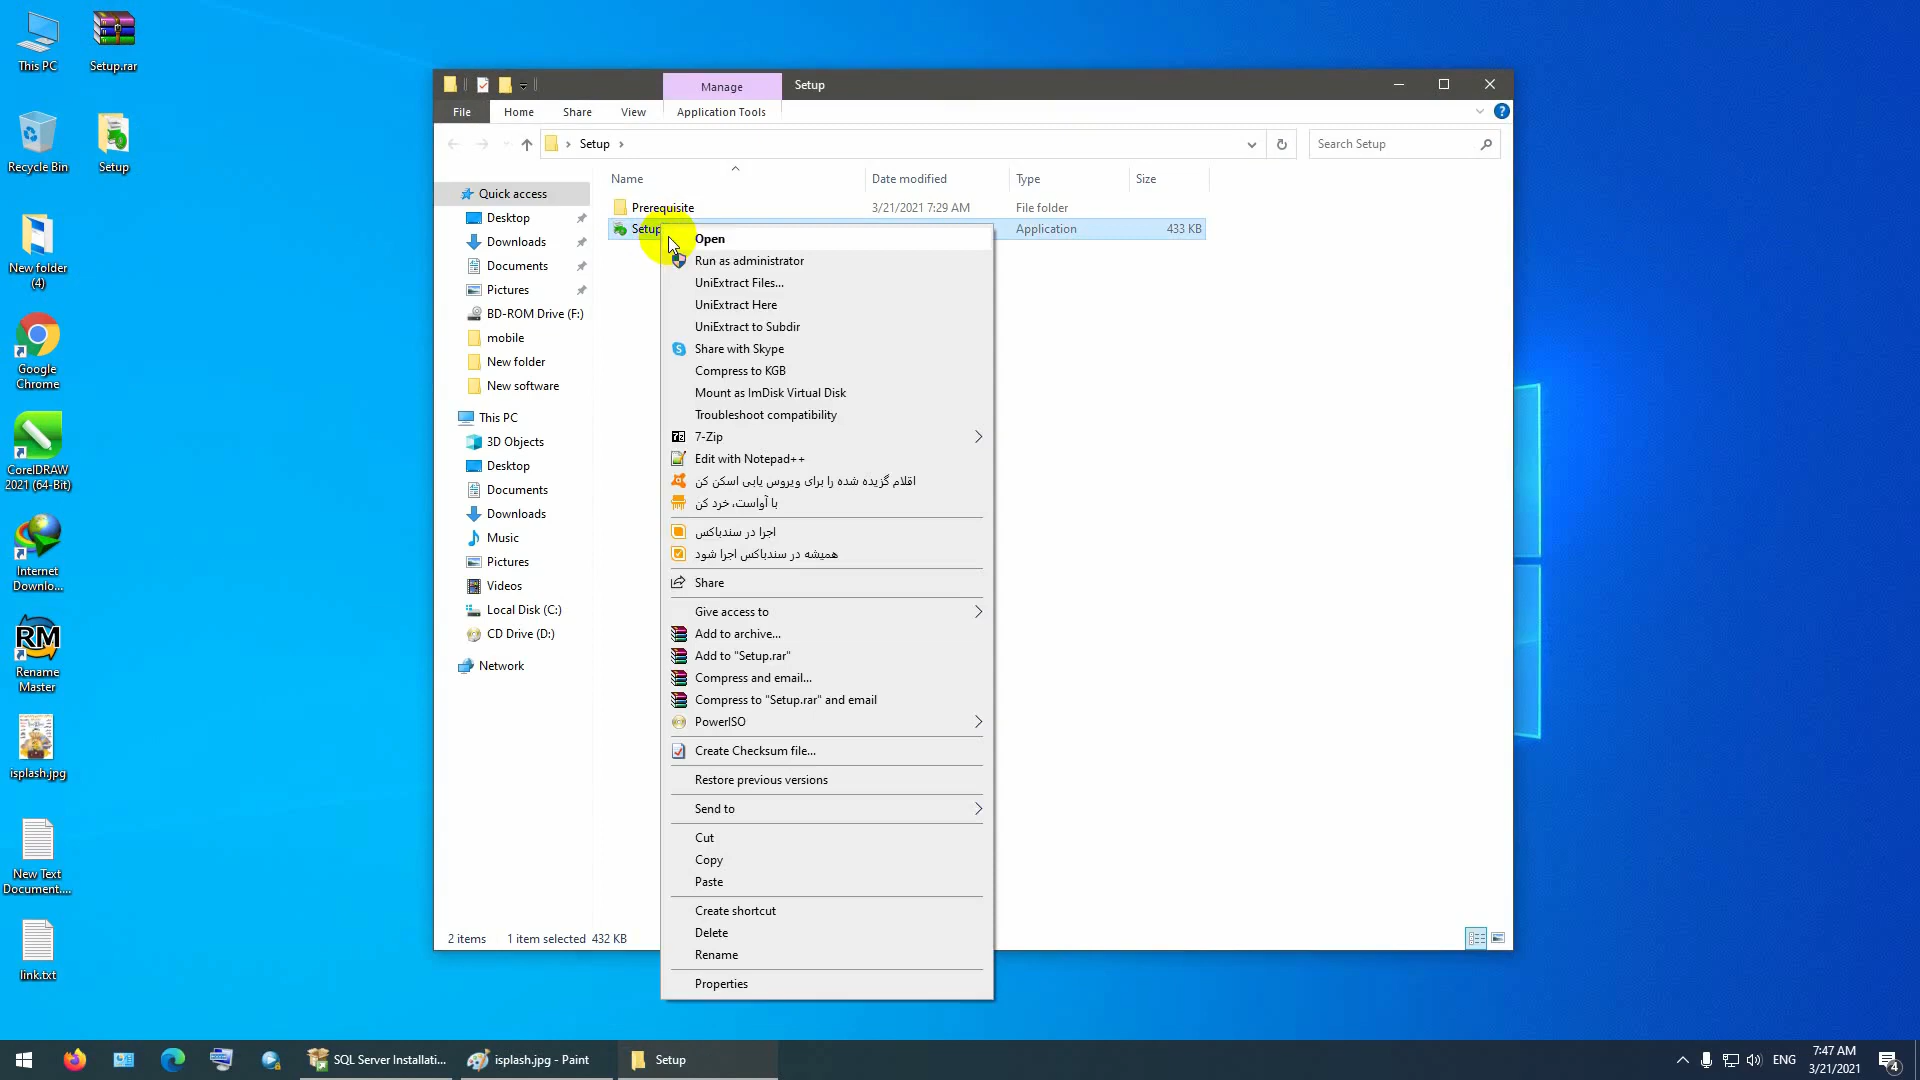 This PC
Setup.rar
Recycle Bin
Setup
New folder
(4)
Google
Chrome
CorelDRAW
2021 (64-Bit)
Internet
Downlo...
Rename
Master
isplash.jpg
New Text
Document....
link.txt
Manage
Setup
File
Home
Share
View
Application Tools
Setup
Search Setup
Name
Date modified
Type
Size
Quick access
Desktop
Downloads
Documents
Pictures
BD-ROM Drive (F:)
mobile
New folder
New software
This PC
3D Objects
Desktop
Documents
Downloads
Music
Pictures
Videos
Local Disk (C:)
CD Drive (D:)
Network
Prerequisite
3/21/2021 7:29 AM
File folder
Setup
Application
433 KB
Open
Run as administrator
UniExtract Files...
UniExtract Here
UniExtract to Subdir
Share with Skype
Compress to KGB
Mount as ImDisk Virtual Disk
Troubleshoot compatibility
7-Zip
Edit with Notepad++
اقلام گزیده شده را برای ویروس یابی اسکن کن
با آواست، خرد کن
اجرا در سندباکس
همیشه در سندباکس اجرا شود
Share
Give access to
Add to archive...
Add to "Setup.rar"
Compress and email...
Compress to "Setup.rar" and email
PowerISO
Create Checksum file...
Restore previous versions
Send to
Cut
Copy
Paste
Create shortcut
Delete
Rename
Properties
2 items
1 item selected 432 KB
SQL Server Installati...
isplash.jpg - Paint
Setup
ENG
7:47 AM
3/21/2021
4